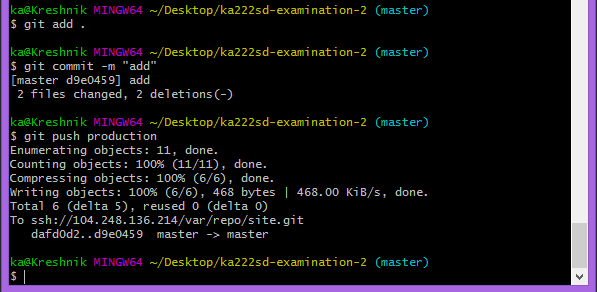 ka@Kreshnik MINGW64 ~/Desktop/ka222sd-examination-2 (master)
$ git add .
ka@Kreshnik MINGW64 ~/Desktop/ka222sd-examination-2 (master)
$ git commit -m "add"
[master d9e0459] add
 2 files changed, 2 deletions(-)
ka@Kreshnik MINGW64 ~/Desktop/ka222sd-examination-2 (master)
$ git push production
Enumerating objects: 11, done.
Counting objects: 100% (11/11), done.
Compressing objects: 100% (6/6), done.
Writing objects: 100% (6/6), 468 bytes | 468.00 KiB/s, done.
Total 6 (delta 5), reused 0 (delta 0)
To ssh://104.248.136.214/var/repo/site.git
   dafd0d2..d9e0459  master -> master
ka@Kreshnik MINGW64 ~/Desktop/ka222sd-examination-2 (master)
$